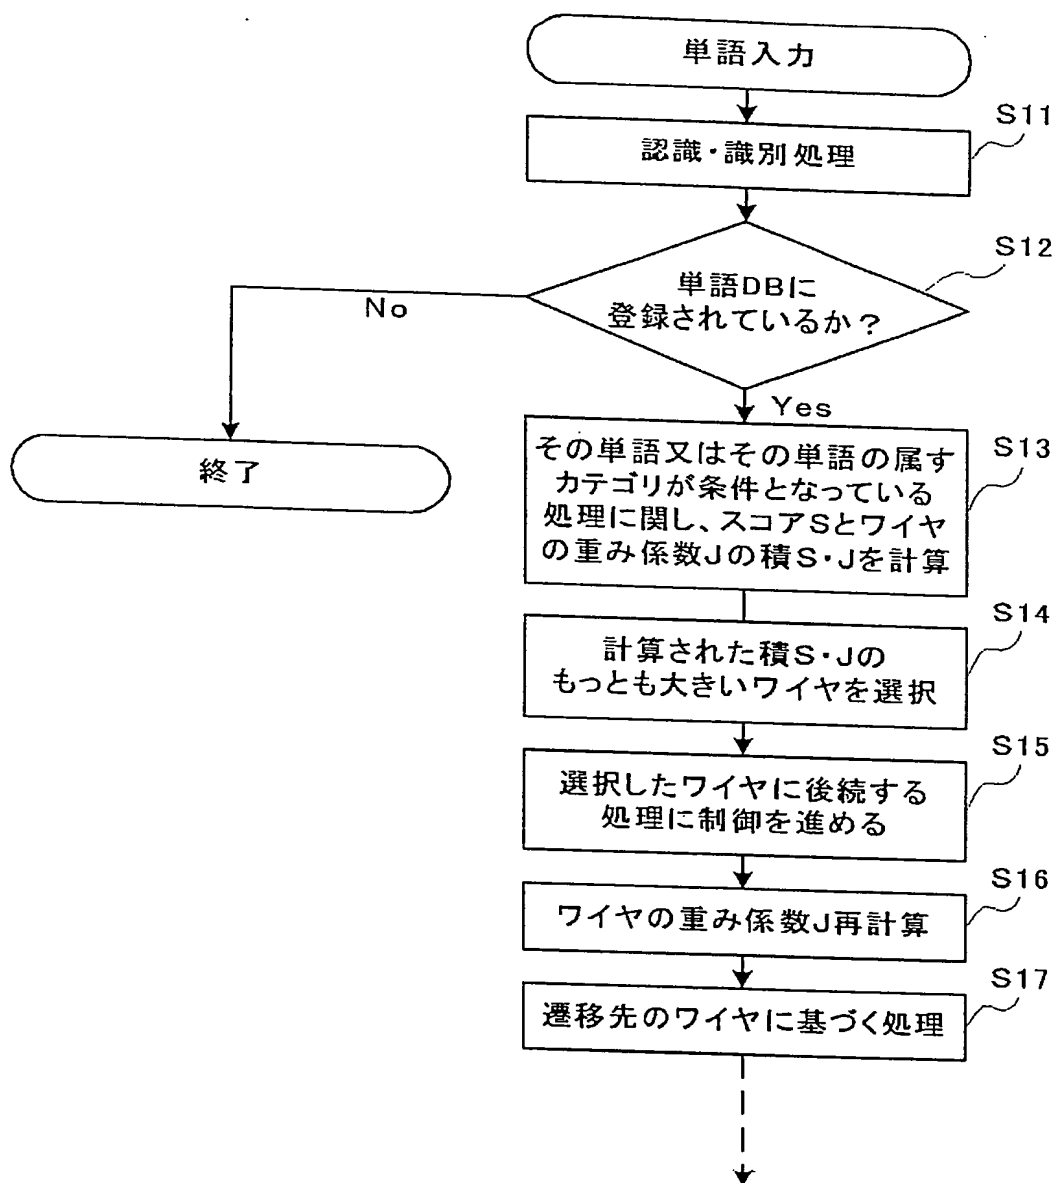 単語入力
S11
認識・識別処理
S12
単語DBに
登録されているか?
No
Yes
終了
S13
その単語又はその単語の属す
カテゴリが条件となっている
処理に関し、スコアSとワイヤ
の重み係数Jの積S・Jを計算
S14
計算された積S・Jの
もっとも大きいワイヤを選択
S15
選択したワイヤに後続する
処理に制御を進める
S16
ワイヤの重み係数J再計算
S17
遷移先のワイヤに基づく処理